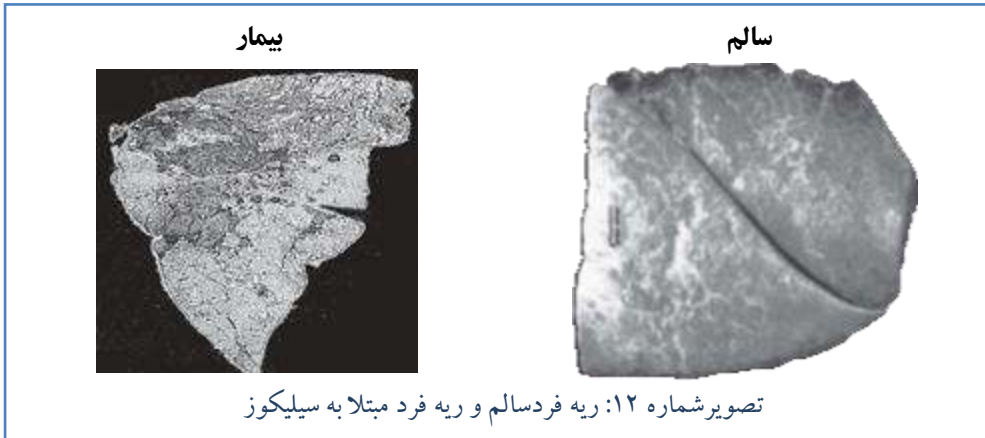 سالم
بیمار
تصویرشماره ۱۲: ریه فردسالم و ریه فرد مبتلا به سیلیکوز